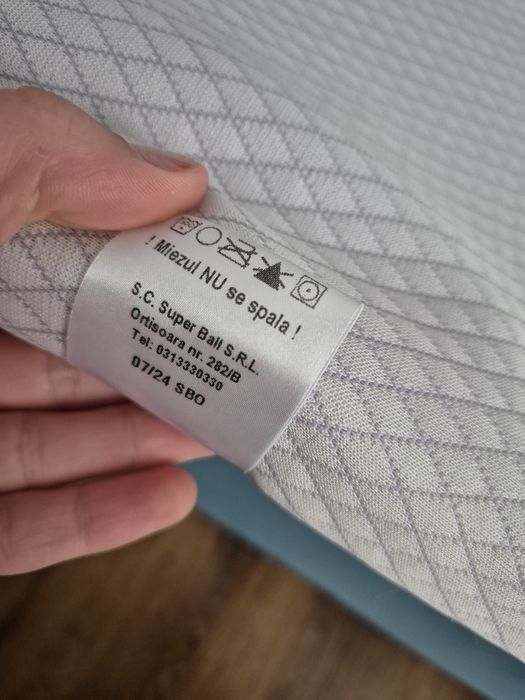 ! Miezul NU se spala !
S.C. Super Ball S.R.L.
Ortisoara nr. 282/B
Tel: 0313330330
07/24 SBO